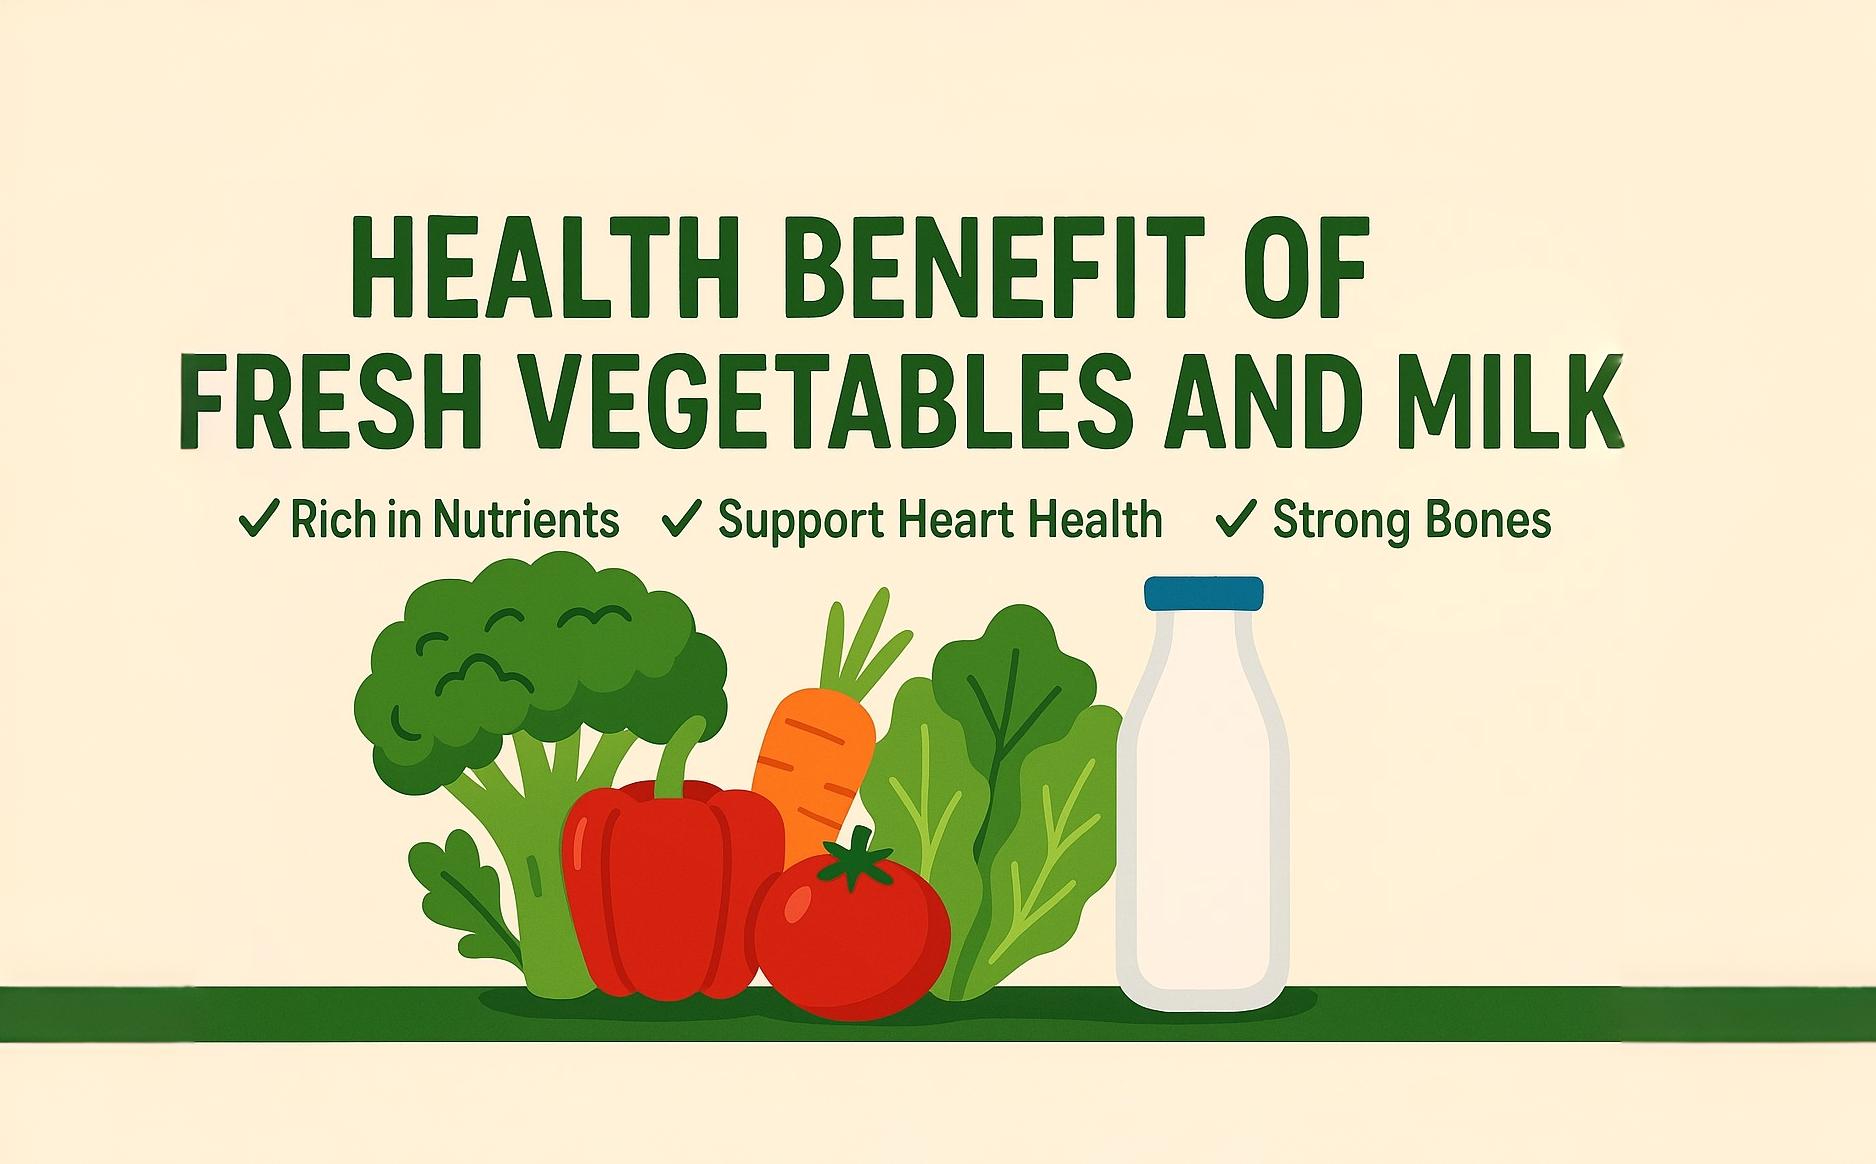 HEALTH BENEFIT OF
FRESH VEGETABLES AND MILK
✓ Rich in Nutrients ✓ Support Heart Health ✓ Strong Bones